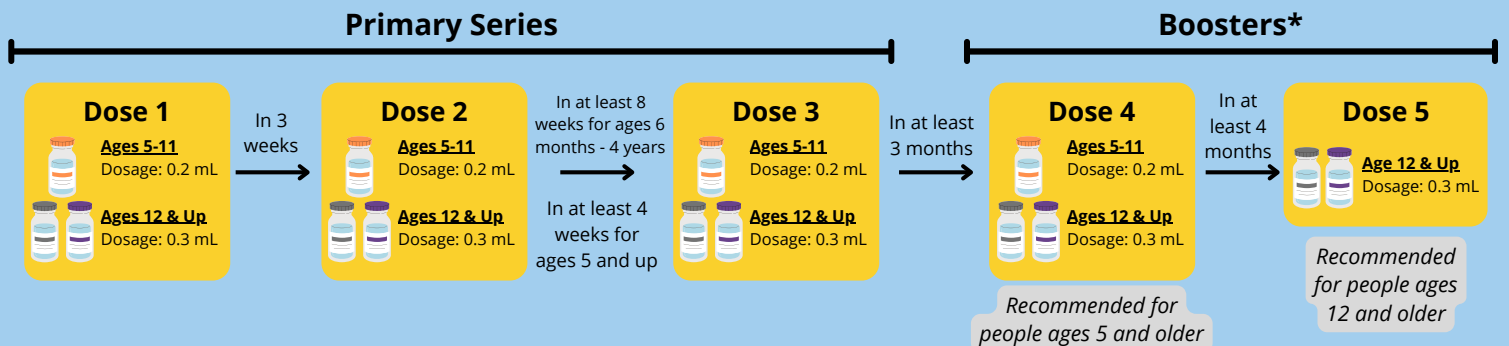 Primary Series
Boosters*
Dose 1
Ages 5-11
Dosage: 0.2 mL
Ages 12 & Up
Dosage: 0.3 mL
In 3
weeks
Dose 2
Ages 5-11
Dosage: 0.2 mL
Ages 12 & Up
Dosage: 0.3 mL
In at least 8
weeks for ages 6
months - 4 years
In at least 4
weeks for
ages 5 and up
Dose 3
Ages 5-11
Dosage: 0.2 mL
Ages 12 & Up
Dosage: 0.3 mL
In at least
3 months
Dose 4
Ages 5-11
Dosage: 0.2 mL
Ages 12 & Up
Dosage: 0.3 mL
Recommended for
people ages 5 and older
In at
least 4
months
Dose 5
Age 12 & Up
Dosage: 0.3 mL
Recommended
for people ages
12 and older